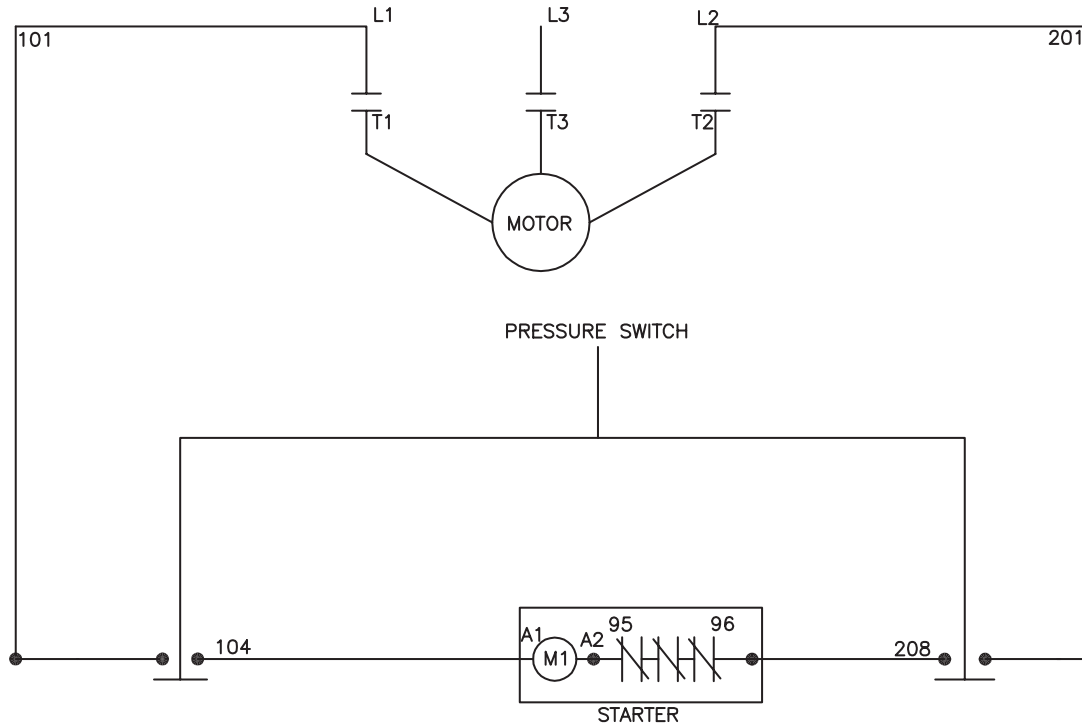 L1
L3
L2
101
201
T1
T3
T2
MOTOR
PRESSURE SWITCH
95
96
A1
A2
104
M1
208
STARTER